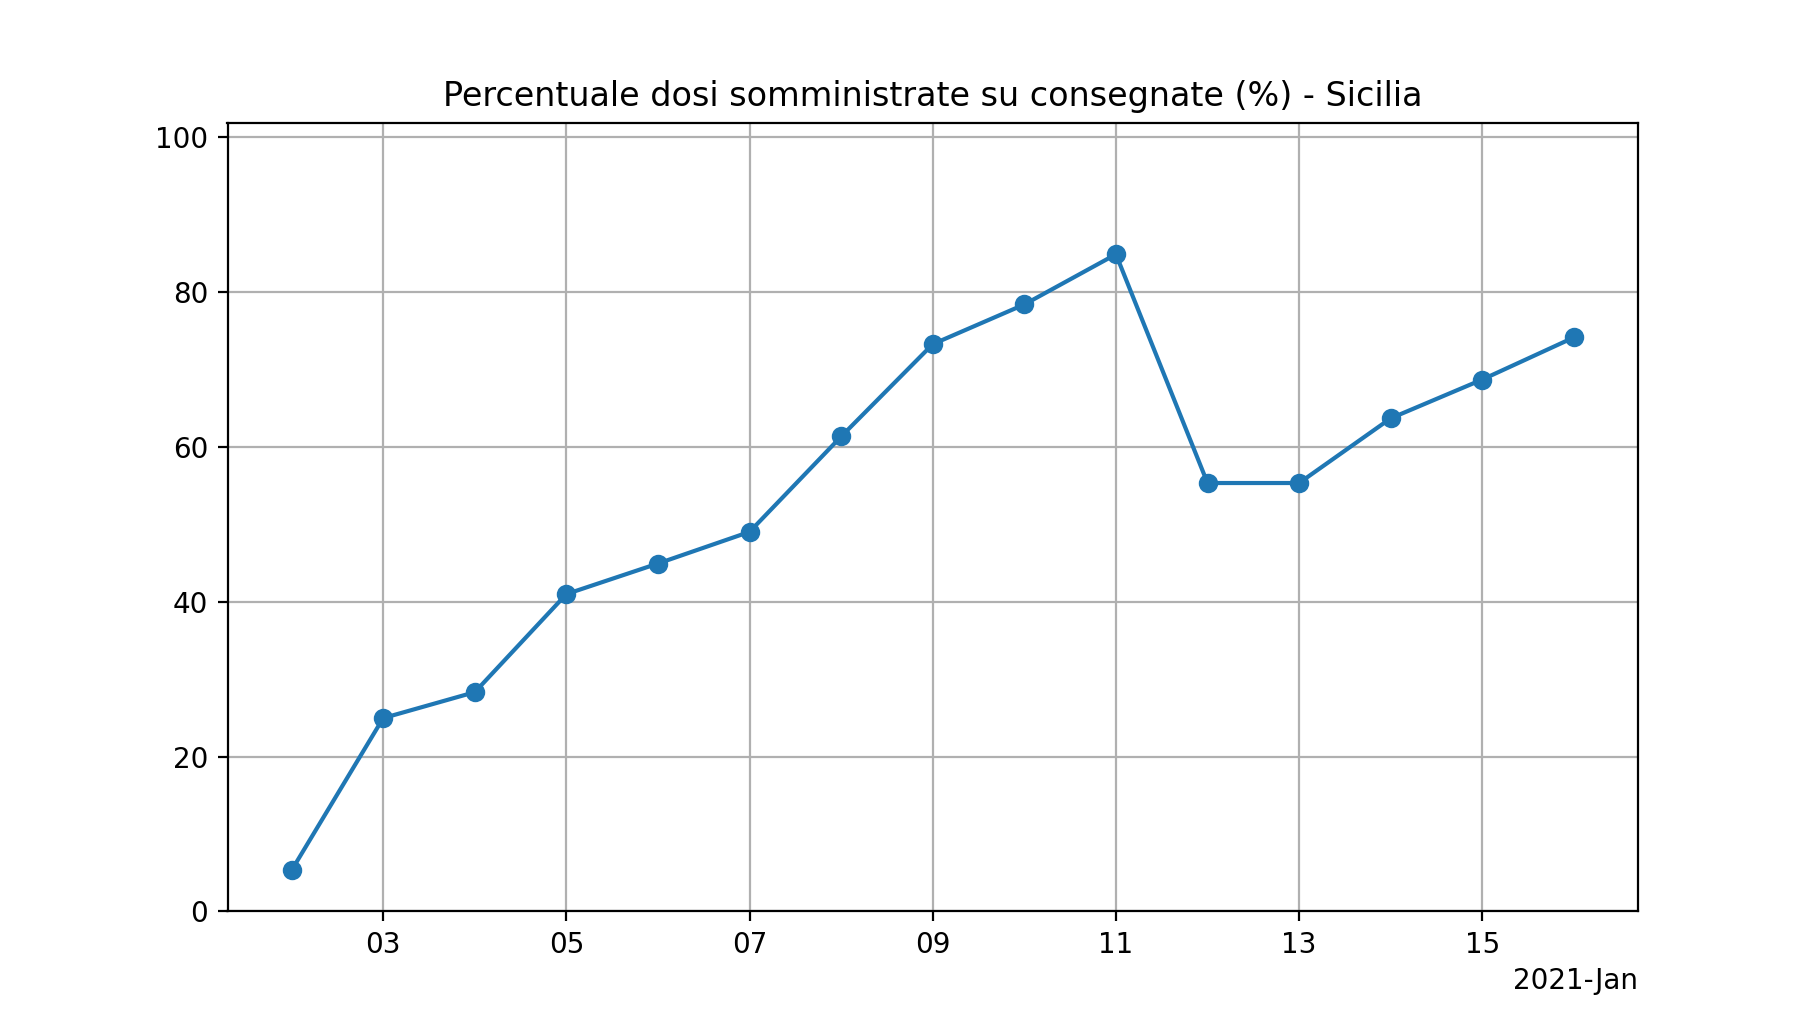 Percentuale dosi somministrate su consegnate (%) - Sicilia
100
80
60
40
20
0
03 05 07 09 11 13 15
2021-Jan